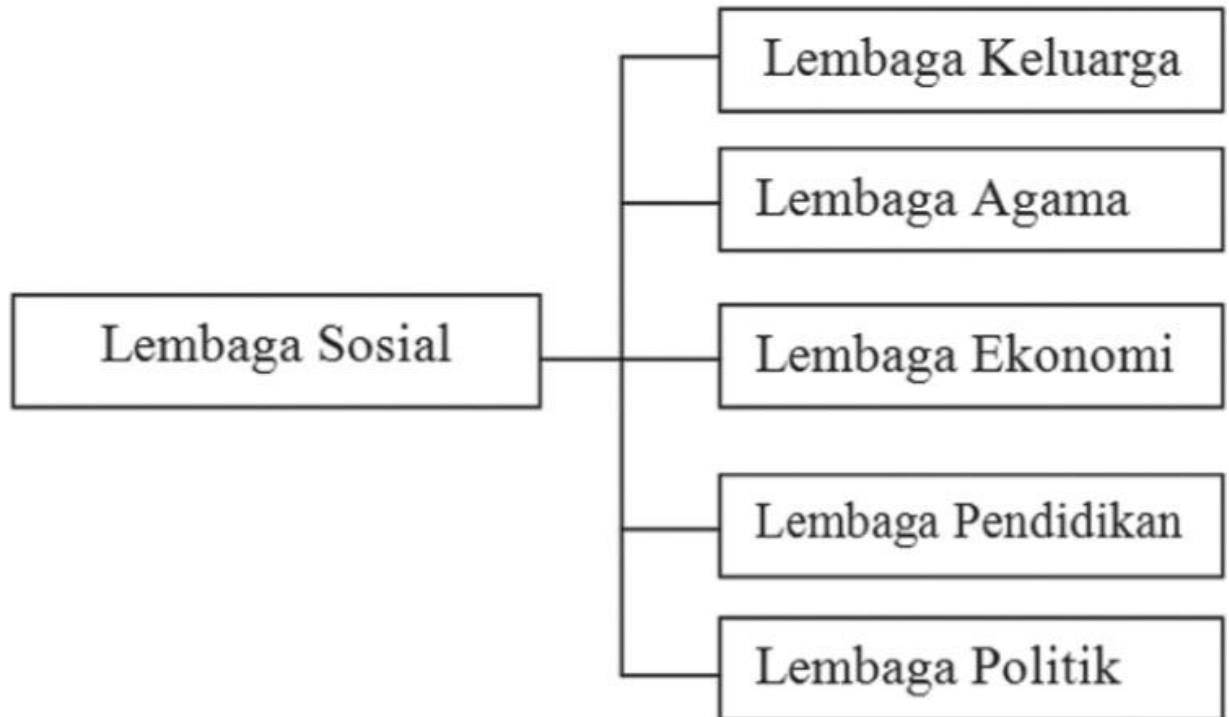 Lembaga Sosial
Lembaga Keluarga
Lembaga Agama
Lembaga Ekonomi
Lembaga Pendidikan
Lembaga Politik